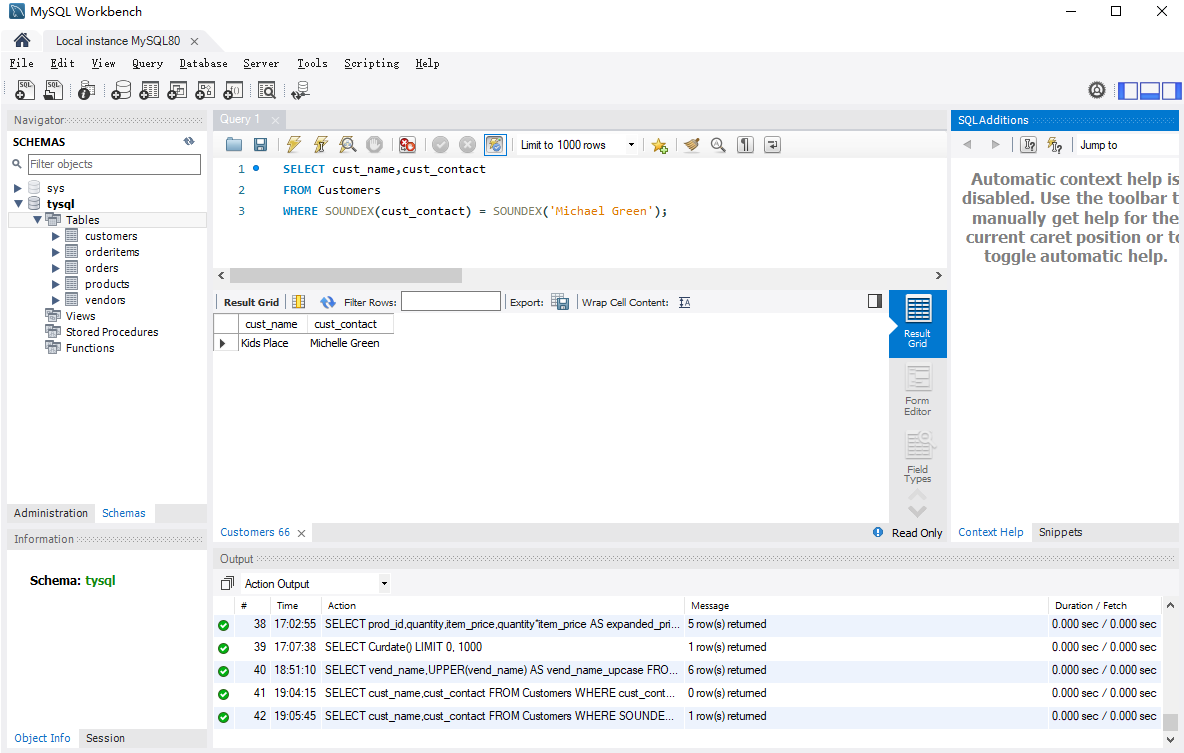 MySQL Workbench
Local instance MySQL80
File Edit View Query Database Server Tools Scripting Help
Navigator
SCHEMAS
Filter objects
sys
tysql
Tables
customers
orderitems
orders
products
vendors
Views
Stored Procedures
Functions
Administration Schemas
Information
Schema: tysql
Object Info Session
Query 1
Limit to 1000 rows
1 SELECT cust_name,cust_contact
2 FROM Customers
3 WHERE SOUNDEX(cust_contact) = SOUNDEX('Michael Green');
Result Grid Filter Rows: Export: Wrap Cell Content:
cust_name cust_contact
Kids Place Michelle Green
Result
Grid
Form
Editor
Field
Types
Customers 66 Read Only
SQLAdditions
Jump to
Automatic context help is
disabled. Use the toolbar t
manually get help for the
current caret position or to
toggle automatic help.
Context Help Snippets
Output
Action Output
# Time Action Message Duration / Fetch
38 17:02:55 SELECT prod_id,quantity,item_price,quantity*item_price AS expanded_pri... 5 row(s) returned 0.000 sec / 0.000 sec
39 17:07:38 SELECT Curdate() LIMIT 0, 1000 1 row(s) returned 0.000 sec / 0.000 sec
40 18:51:10 SELECT vend_name,UPPER(vend_name) AS vend_name_upcase FRO... 6 row(s) returned 0.000 sec / 0.000 sec
41 19:04:15 SELECT cust_name,cust_contact FROM Customers WHERE cust_cont... 0 row(s) returned 0.000 sec / 0.000 sec
42 19:05:45 SELECT cust_name,cust_contact FROM Customers WHERE SOUNDE... 1 row(s) returned 0.000 sec / 0.000 sec